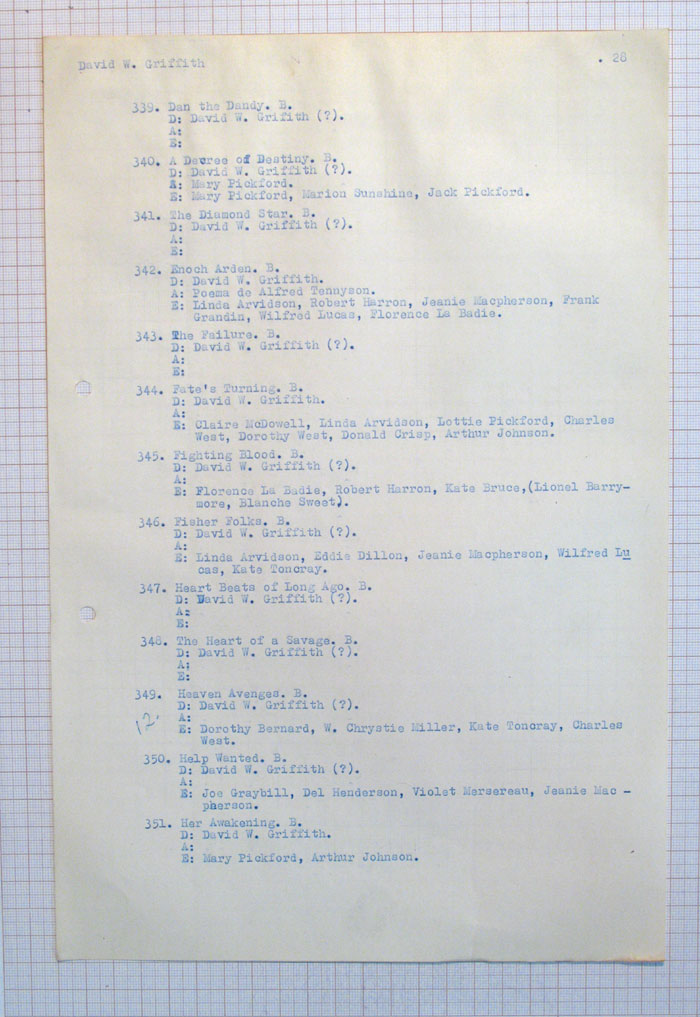 David W. Griffith . 28
339. Dan the Dandy. B.
D: David W. Griffith (?).
A:
E:
340. A Decree of Destiny. B.
D: David W. Griffith (?).
A: Mary Pickford.
E: Mary Pickford, Marion Sunshine, Jack Pickford.
341. The Diamond Star. B.
D: David W. Griffith (?).
A:
E:
342. Enoch Arden. B.
D: David W. Griffith.
A: Poema de Alfred Tennyson.
E: Linda Arvidson, Robert Harron, Jeanie Macpherson, Frank
Grandin, Wilfred Lucas, Florence La Badie.
343. The Failure. B.
D: David W. Griffith (?).
A:
E:
344. Fate's Turning. B.
D: David W. Griffith.
A:
E: Claire McDowell, Linda Arvidson, Lottie Pickford, Charles
West, Dorothy West, Donald Crisp, Arthur Johnson.
345. Fighting Blood. B.
D: David W. Griffith (?).
A:
E: Florence La Badie, Robert Harron, Kate Bruce,(Lionel Barry-
more, Blanche Sweet).
346. Fisher Folks. B.
D: David W. Griffith (?).
A:
E: Linda Arvidson, Eddie Dillon, Jeanie Macpherson, Wilfred Lu
cas, Kate Toncray.
347. Heart Beats of Long Ago. B.
D: David W. Griffith (?).
A:
E:
348. The Heart of a Savage. B.
D: David W. Griffith (?).
A:
E:
349. Heaven Avenges. B.
D: David W. Griffith (?).
12. A:
E: Dorothy Bernard, W. Chrystie Miller, Kate Toncray, Charles
West.
350. Help Wanted. B.
D: David W. Griffith (?).
A:
E: Joe Graybill, Del Henderson, Violet Mersereau, Jeanie Mac -
pherson.
351. Her Awakening. B.
D: David W. Griffith.
A:
E: Mary Pickford, Arthur Johnson.